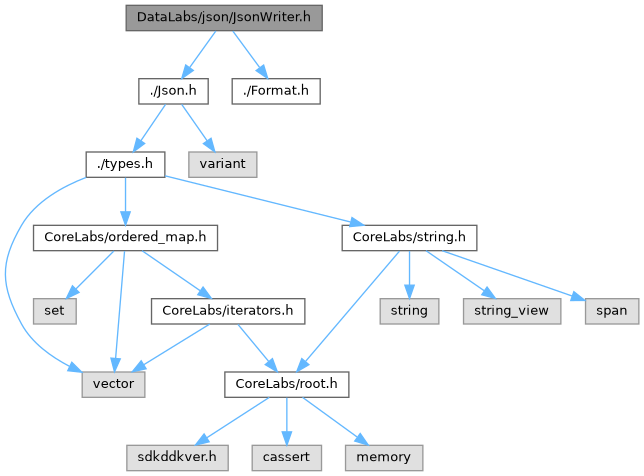 DataLabs/json/JsonWriter.h
./Json.h
./Format.h
./types.h
variant
CoreLabs/ordered_map.h
CoreLabs/string.h
set
CoreLabs/iterators.h
string
string_view
span
vector
CoreLabs/root.h
sdkddkver.h
cassert
memory